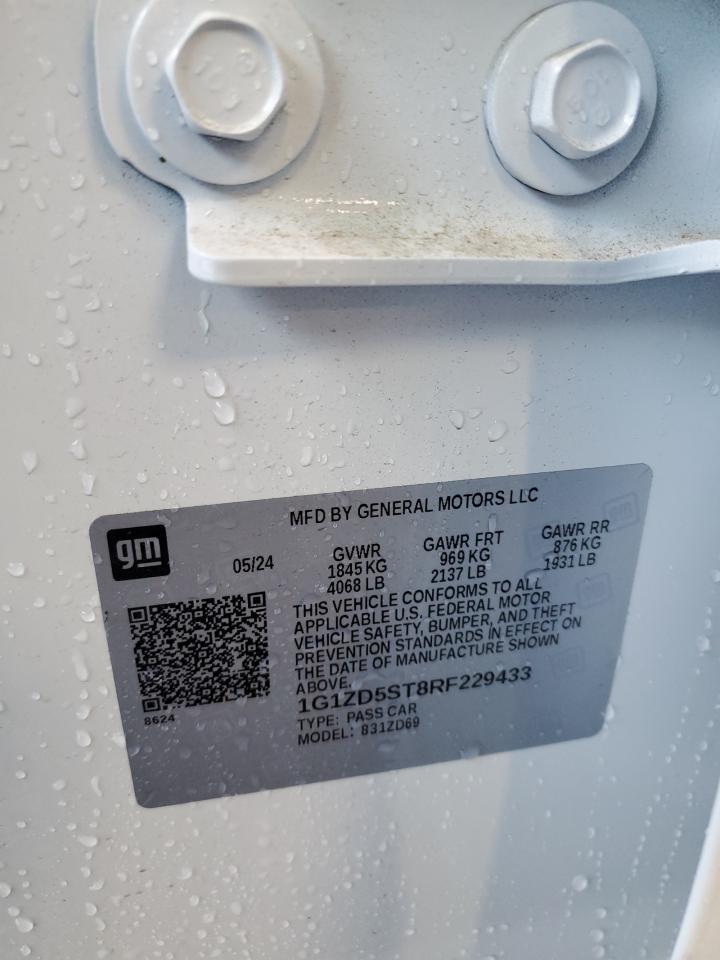 MFD BY GENERAL MOTORS LLC
gm
05/24
GVWR
1845 KG
4068 LB
GAWR FRT
969 KG
2137 LB
GAWR RR
876 KG
1931 LB
THIS VEHICLE CONFORMS TO ALL
APPLICABLE U.S. FEDERAL MOTOR
VEHICLE SAFETY, BUMPER, AND THEFT
PREVENTION STANDARDS IN EFFECT ON
THE DATE OF MANUFACTURE SHOWN
ABOVE.
1G1ZD5ST8RF229433
TYPE: PASS CAR
MODEL: 831ZD69
8624